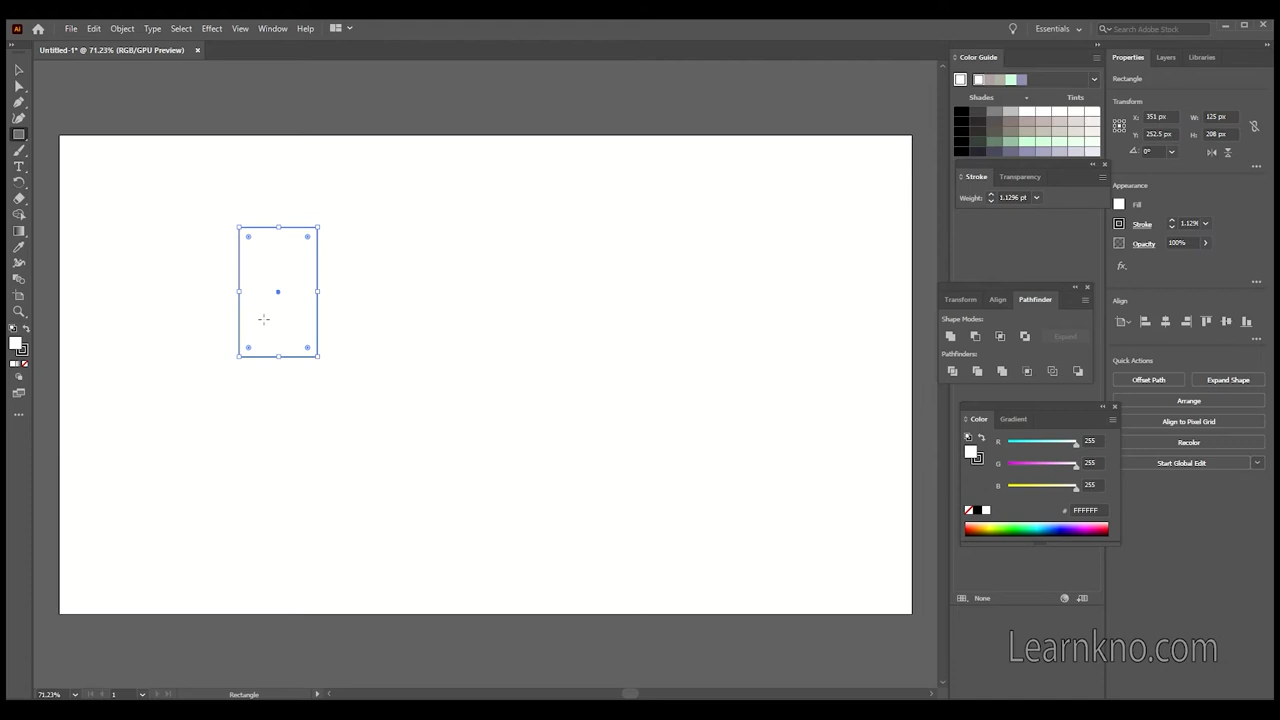 Ai File Edit Object Type Select Effect View Window Help Essentials Search Adobe Stock
Untitled-1* @ 71.23% (RGB/GPU Preview)
Color Guide
Shades Tints
Stroke Transparency
Weight: 1.1296 pt
Transform Align Pathfinder
Shape Modes:
Expand
Pathfinders:
Color Gradient
R 255
G 255
B 255
# FFFFFF
None
Properties Layers Libraries
Rectangle
Transform
X: 351 px W: 125 px
Y: 252.5 px H: 208 px
0°
Appearance
Fill
Stroke 1.1296
Opacity 100%
fx.
Align
Quick Actions
Offset Path Expand Shape
Arrange
Align to Pixel Grid
Recolor
Start Global Edit
Learnkno.com
71.23% 1 Rectangle